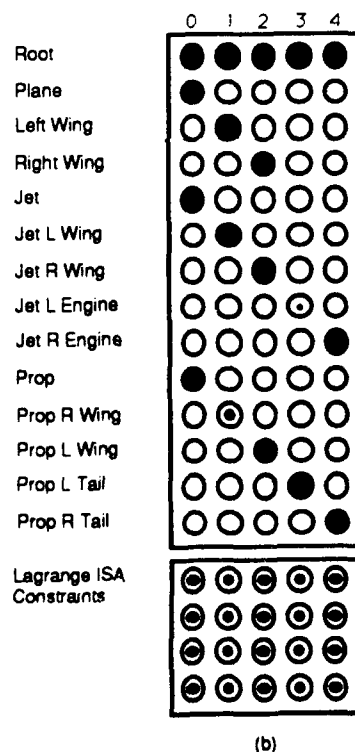 0 1 2 3 4
Root
Plane
Left Wing
Right Wing
Jet
Jet L Wing
Jet R Wing
Jet L Engine
Jet R Engine
Prop
Prop R Wing
Prop L Wing
Prop L Tail
Prop R Tail
Lagrange ISA
Constraints
(b)